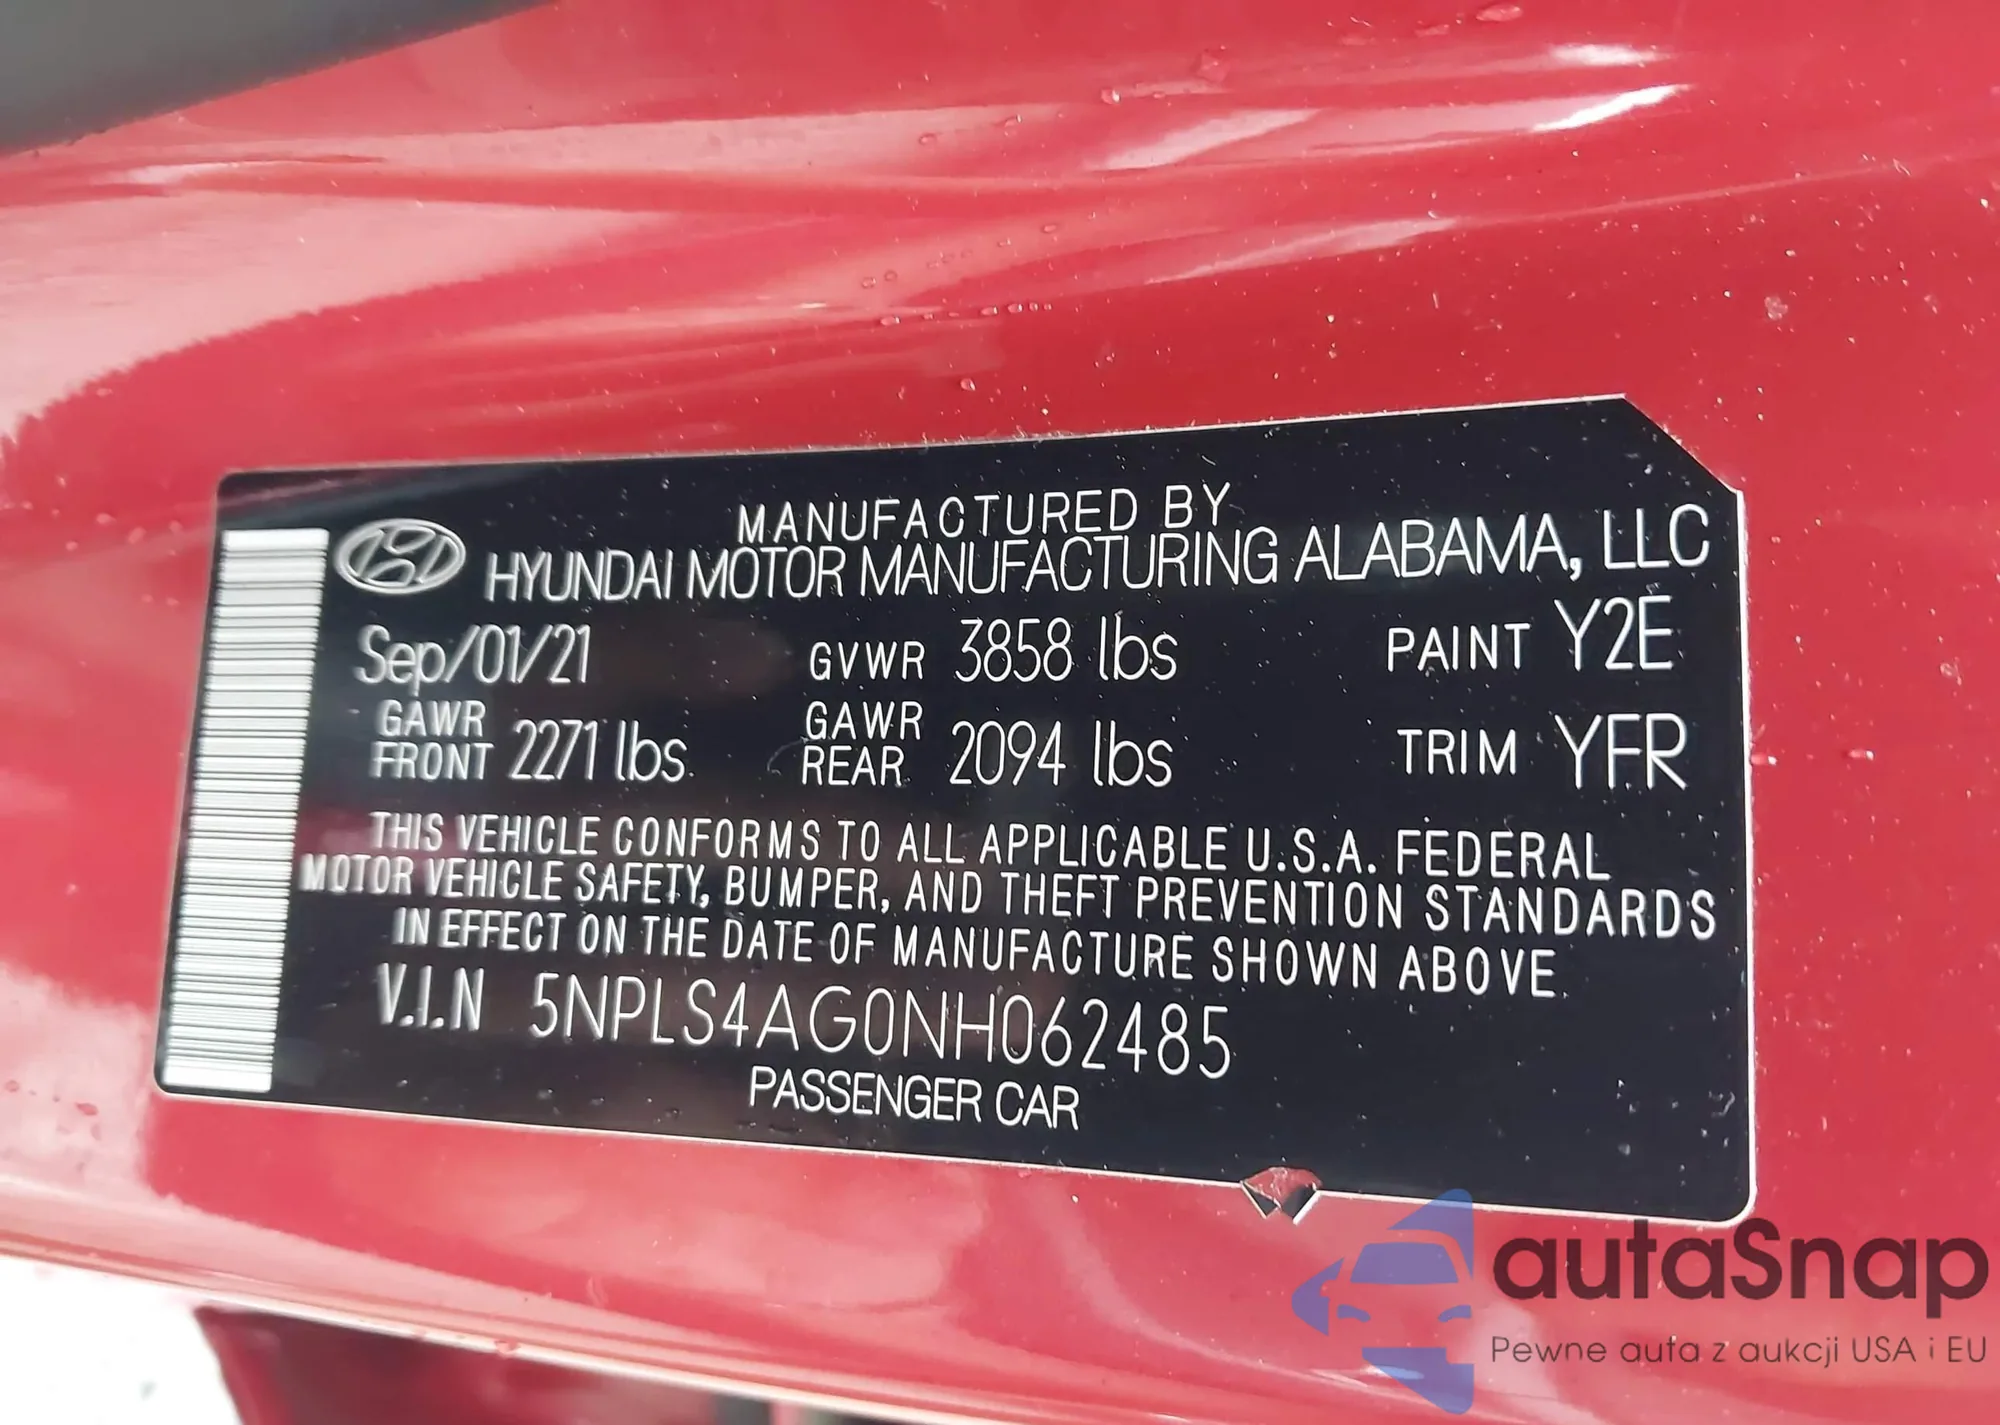 MANUFACTURED BY
HYUNDAI MOTOR MANUFACTURING ALABAMA, LLC
Sep/01/21 GVWR 3858 lbs PAINT Y2E
GAWR FRONT 2271 lbs GAWR REAR 2094 lbs TRIM YFR
THIS VEHICLE CONFORMS TO ALL APPLICABLE U.S.A. FEDERAL
MOTOR VEHICLE SAFETY, BUMPER, AND THEFT PREVENTION STANDARDS
IN EFFECT ON THE DATE OF MANUFACTURE SHOWN ABOVE.
V.I.N 5NPLS4AG0NH062485
PASSENGER CAR
autaSnap
Pewne auta z aukcji USA i EU